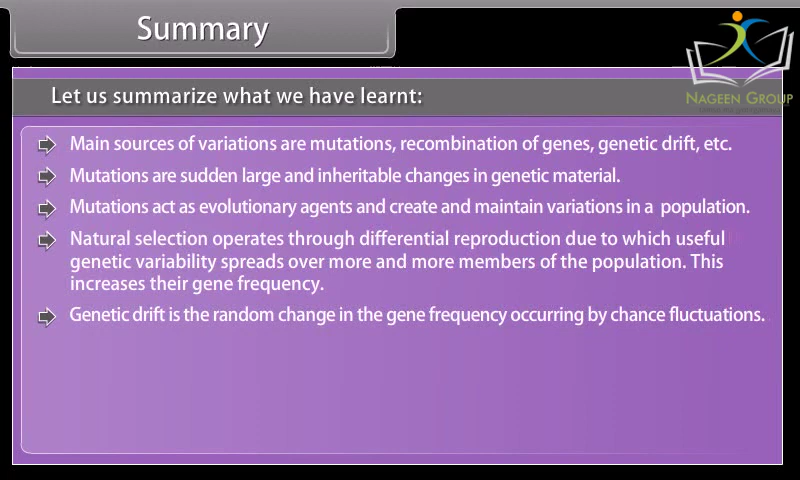 Summary
NAGEEN GROUP
Let us summarize what we have learnt:
Main sources of variations are mutations, recombination of genes, genetic drift, etc.
Mutations are sudden large and inheritable changes in genetic material.
Mutations act as evolutionary agents and create and maintain variations in a population.
Natural selection operates through differential reproduction due to which useful
genetic variability spreads over more and more members of the population. This
increases their gene frequency.
Genetic drift is the random change in the gene frequency occurring by chance fluctuations.